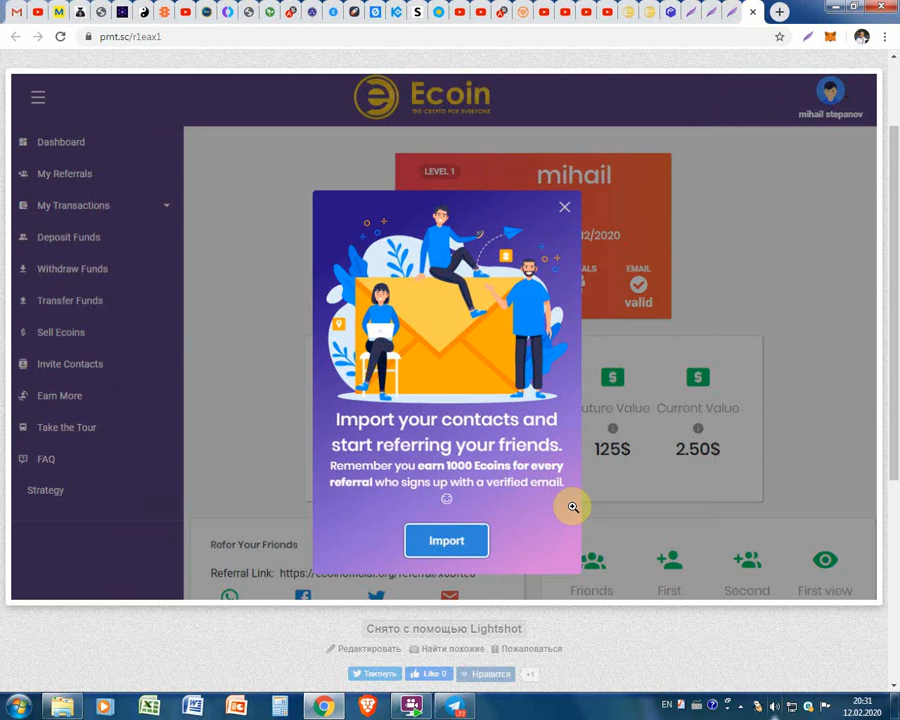 prnt.sc/r1eax1
Ecoin
THE CRYPTO FOR EVERYONE
mihail stepanov
Dashboard
My Referrals
My Transactions
Deposit Funds
Withdraw Funds
Transfer Funds
Sell Ecoins
Invite Contacts
Earn More
Take the Tour
FAQ
Strategy
LEVEL 1
mihail
12/2020
ALS
EMAIL
valid
Import your contacts and
start referring your friends.
Remember you earn 1000 Ecoins for every
referral who signs up with a verified email.
Import
uture Value
Current Value
125$
2.50$
Refer Your Friends
Referral Link:
Friends
First
Second
First view
Снято с помощью Lightshot
Редактировать
Найти похожие
Пожаловаться
Твитнуть
Like 0
Нравится
+1
EN
20:31
12.02.2020